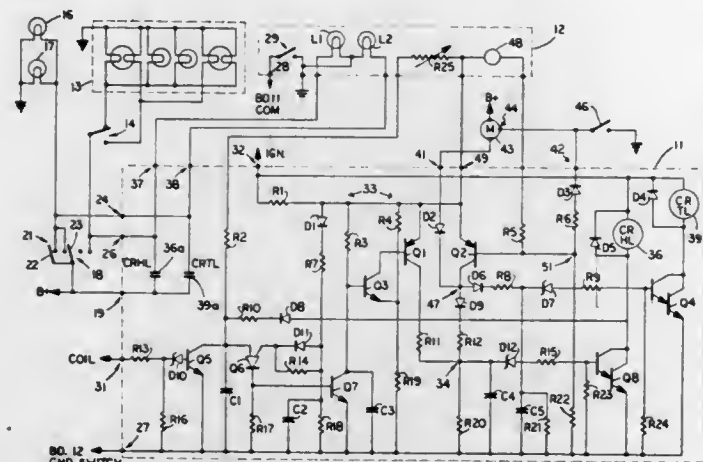 16
17
13
14
29
28
BD 11
COM
L1
L2
R25
48
12
B+
44
M
43
46
24
37
38
32
IGN.
41
49
42
11
21
22
23
18
26
CRHL
36a
CRTL
39a
B+
19
R1
33
D1
R2
R7
R3
R4
Q1
Q3
D2
Q2
R5
D3
R6
51
D5
CR
HL
36
D4
CR
TL
39
47
D6
R8
D7
R9
Q4
D9
R10
D8
R11
R12
D12
R15
Q8
COIL
31
R13
D10
Q5
Q6
D11
R14
Q7
34
R16
C1
R17
C2
R18
C3
R19
R20
C4
C5
R21
R22
R23
R24
27
BD. 12
GND SWITCH